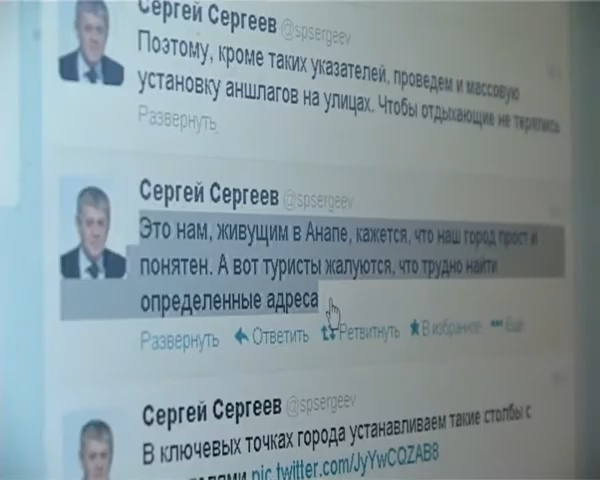 Сергей Сергеев @spsergeev
Поэтому, кроме таких указателей, проведем и массовую
установку аншлагов на улицах. Чтобы отдыхающие не терялись
Развернуть
Сергей Сергеев @spsergeev
Это нам, живущим в Анапе, кажется, что наш город прост и
понятен. А вот туристы жалуются, что трудно найти
определенные адреса
Развернуть Ответить Ретвитнуть В избранное Ещё
Сергей Сергеев @spsergeev
В ключевых точках города устанавливаем такие столбы с
pic.twitter.com/JyYwCQZAB8